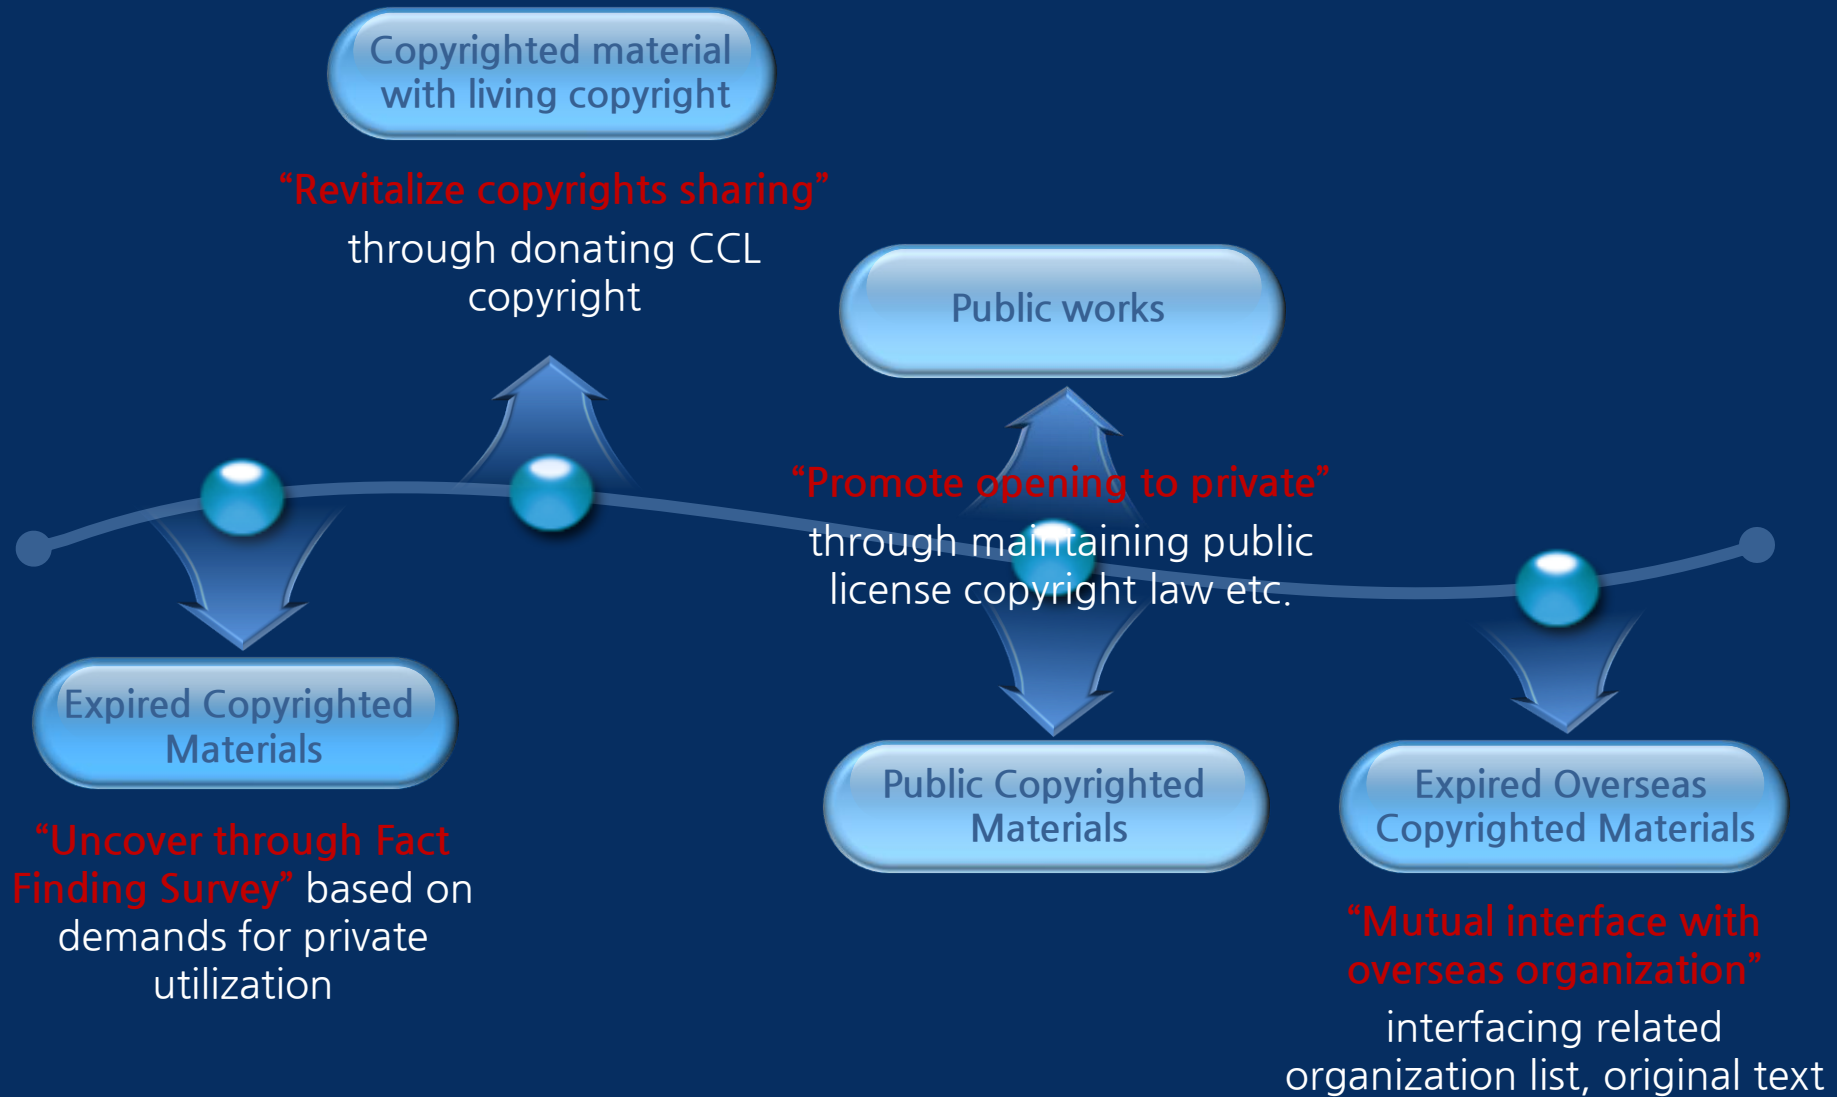 Copyrighted material
with living copyright
“Revitalize copyrights sharing”
through donating CCL
copyright
Public works
“Promote opening to private”
through maintaining public
license copyright law etc.
Expired Copyrighted
Materials
“Uncover through Fact
Finding Survey” based on
demands for private
utilization
Public Copyrighted
Materials
Expired Overseas
Copyrighted Materials
“Mutual interface with
overseas organization”
interfacing related
organization list, original text